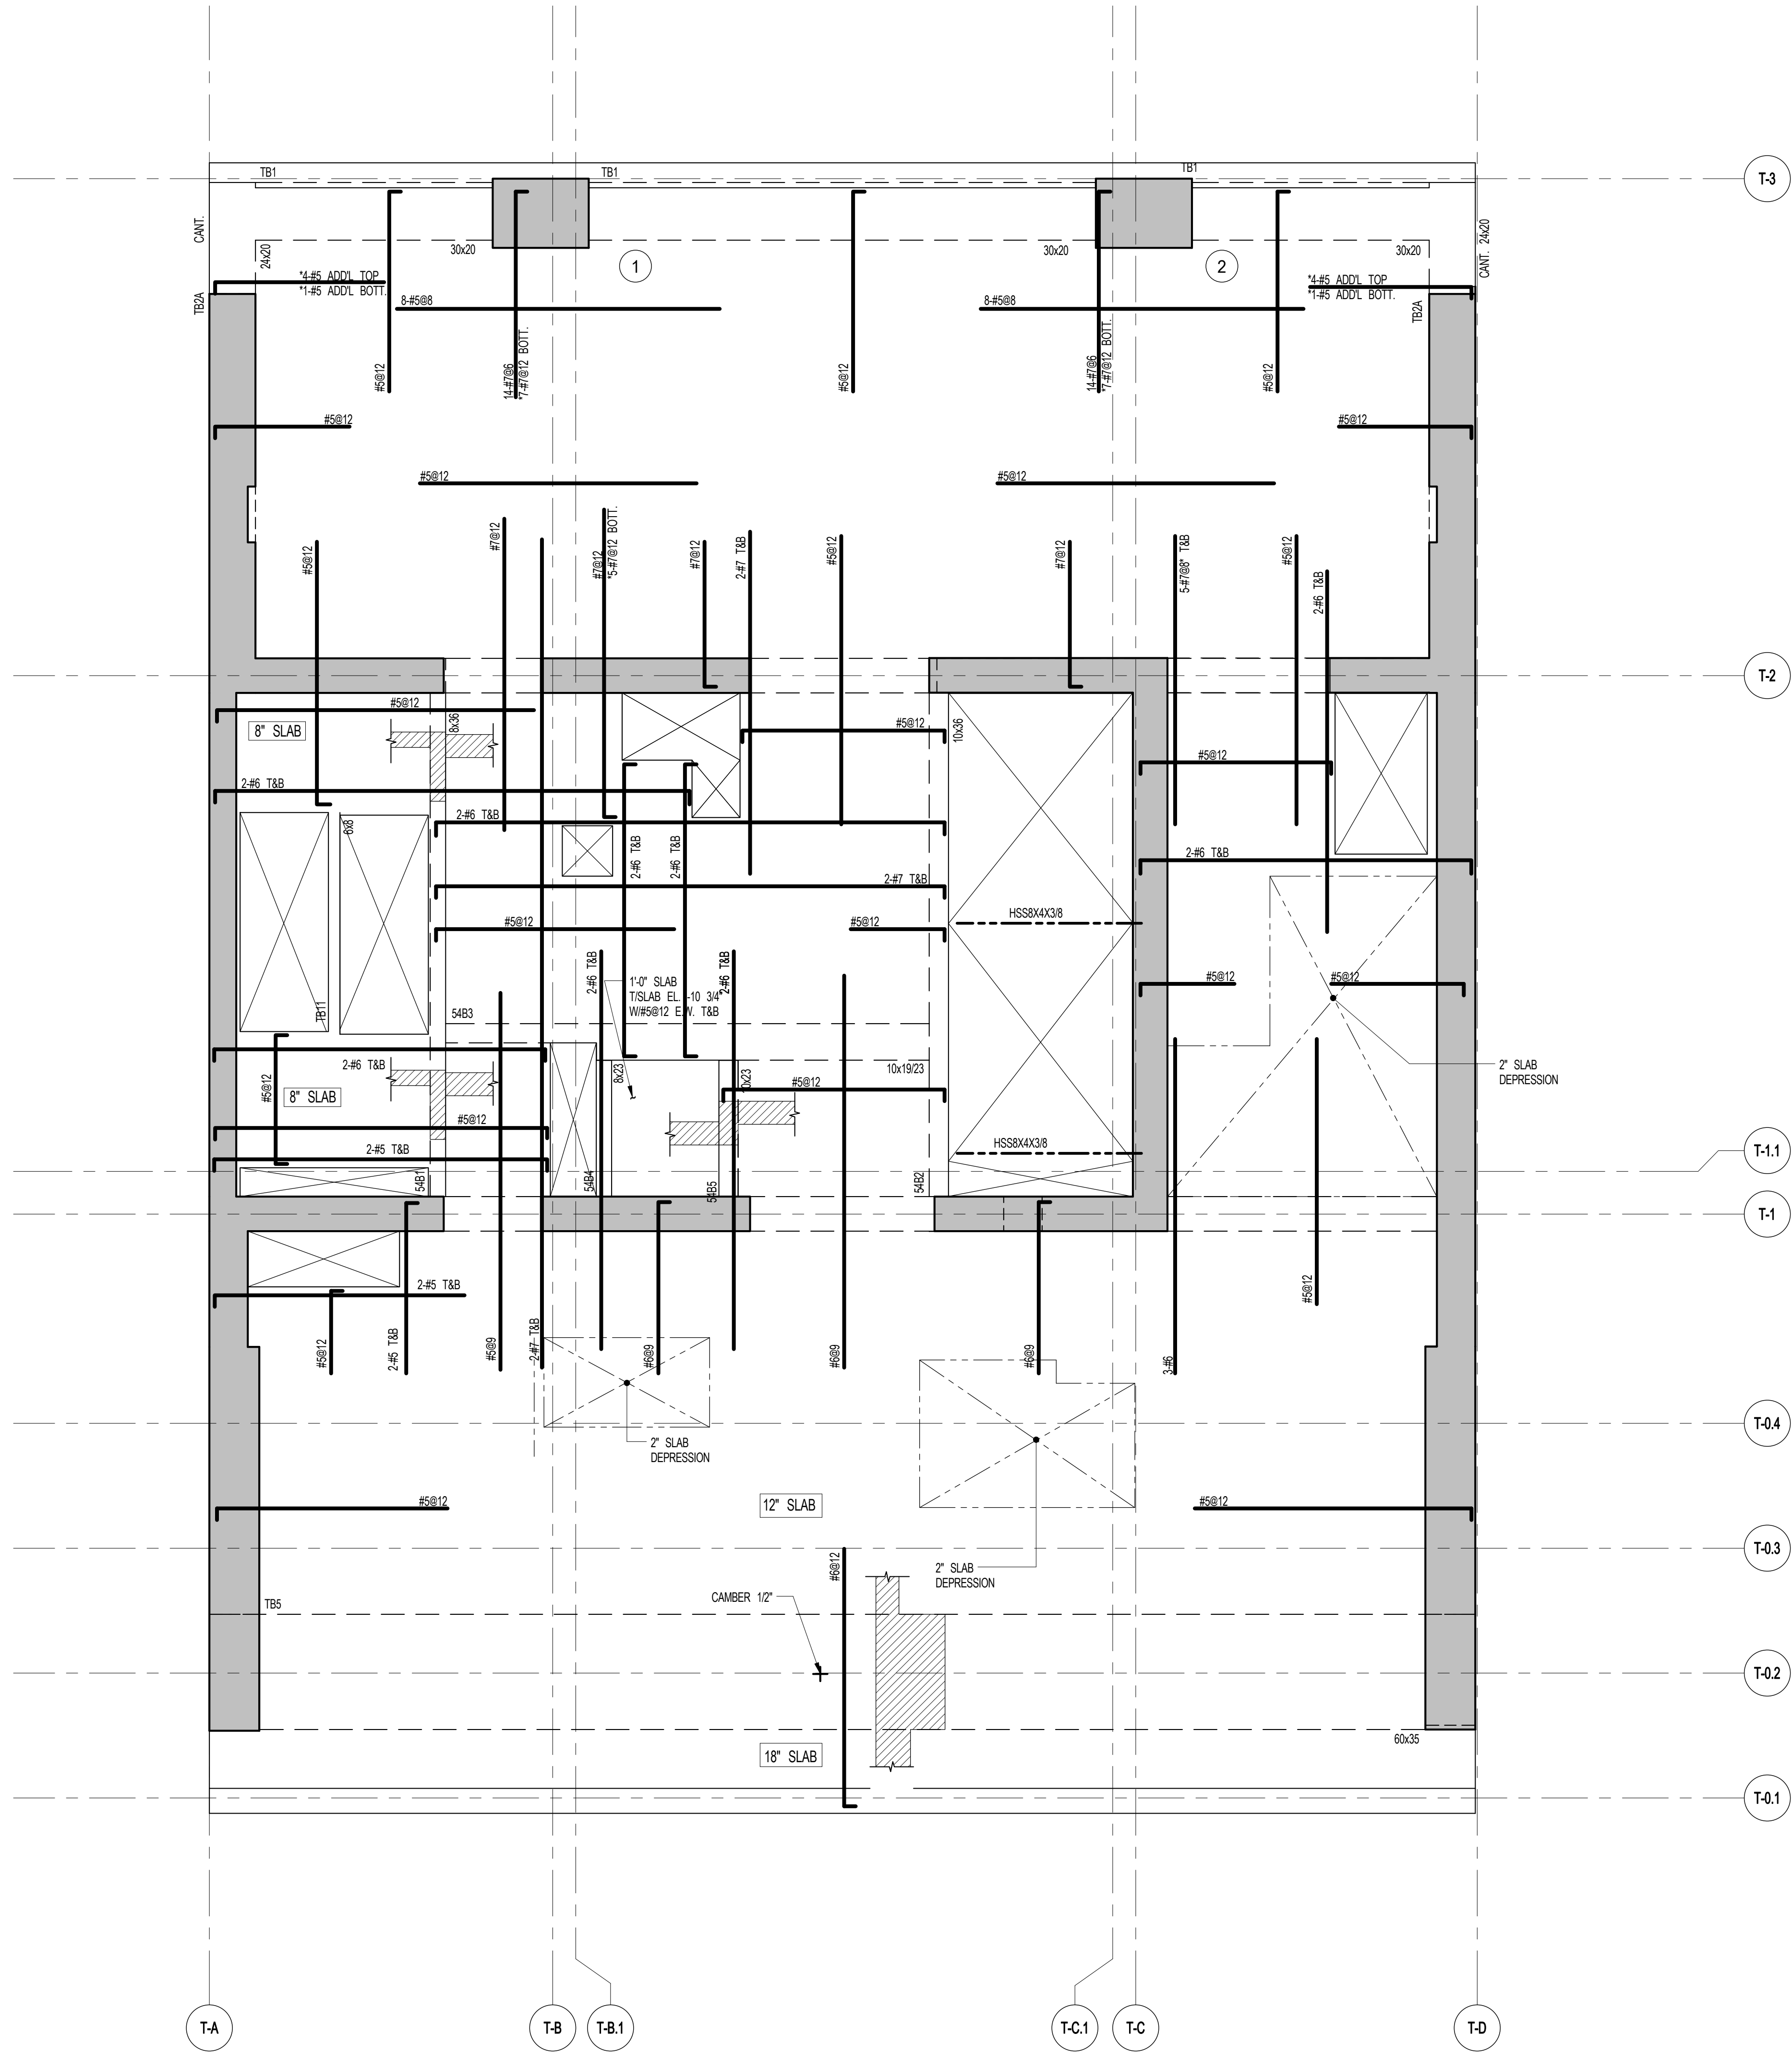 TB1
TB1
TB1
T-3
CANT.
24x20
30x20
1
30x20
2
30x20
CANT. 24x20
*4-#5 ADD'L TOP
*1-#5 ADD'L BOTT.
*4-#5 ADD'L TOP
*1-#5 ADD'L BOTT.
TB2A
TB2A
8-#5@8
8-#5@8
#5@12
14-#7@6
*7-#7@12 BOTT.
#5@12
14-#7@6
*7-#7@12 BOTT.
#5@12
#5@12
#5@12
#5@12
#5@12
#5@12
#7@12
#7@12
*5-#7@12 BOTT.
#7@12
2-#7 T&B
#5@12
#7@12
5-#7@8" T&B
#5@12
2-#6 T&B
T-2
#5@12
8" SLAB
8x36
#5@12
10x36
#5@12
2-#6 T&B
2-#6 T&B
6x8
2-#6 T&B
2-#6 T&B
2-#6 T&B
2-#7 T&B
#5@12
#5@12
HSS8X4X3/8
2-#6 T&B
2-#6 T&B
1'-0" SLAB
T/SLAB EL. -10 3/4"
W/#5@12 E.W. T&B
#5@12
#5@12
TB11
54B3
2-#6 T&B
8x23
10x23
10x19/23
2" SLAB
DEPRESSION
#5@12
8" SLAB
#5@12
#5@12
HSS8X4X3/8
2-#5 T&B
T-1.1
54B1
54B4
54B5
54B2
T-1
2-#5 T&B
#5@12
2-#5 T&B
#5@9
2-#7 T&B
#6@9
#6@9
#6@9
3-#6
#5@12
T-0.4
2" SLAB
DEPRESSION
#5@12
12" SLAB
#5@12
T-0.3
#6@12
2" SLAB
DEPRESSION
CAMBER 1/2"
TB5
T-0.2
60x35
18" SLAB
T-0.1
T-A
T-B
T-B.1
T-C.1
T-C
T-D